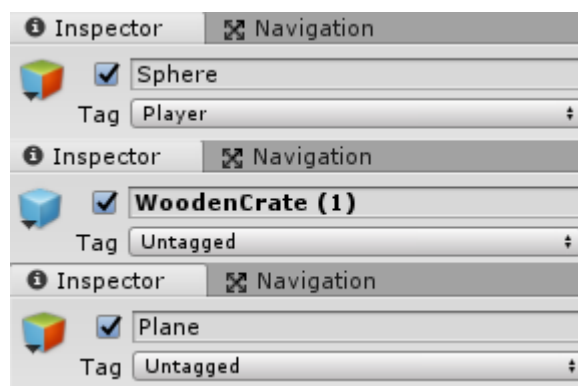 Inspector Navigation
Sphere
Tag Player
Inspector Navigation
WoodenCrate (1)
Tag Untagged
Inspector Navigation
Plane
Tag Untagged